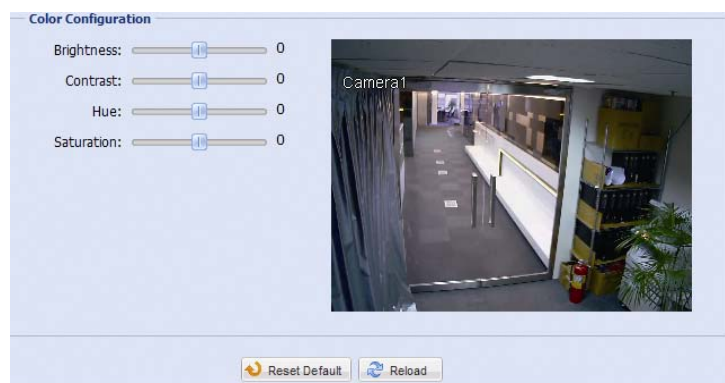 Color Configuration
Brightness: 0
Contrast: 0
Hue: 0
Saturation: 0
Camera1
Reset Default Reload